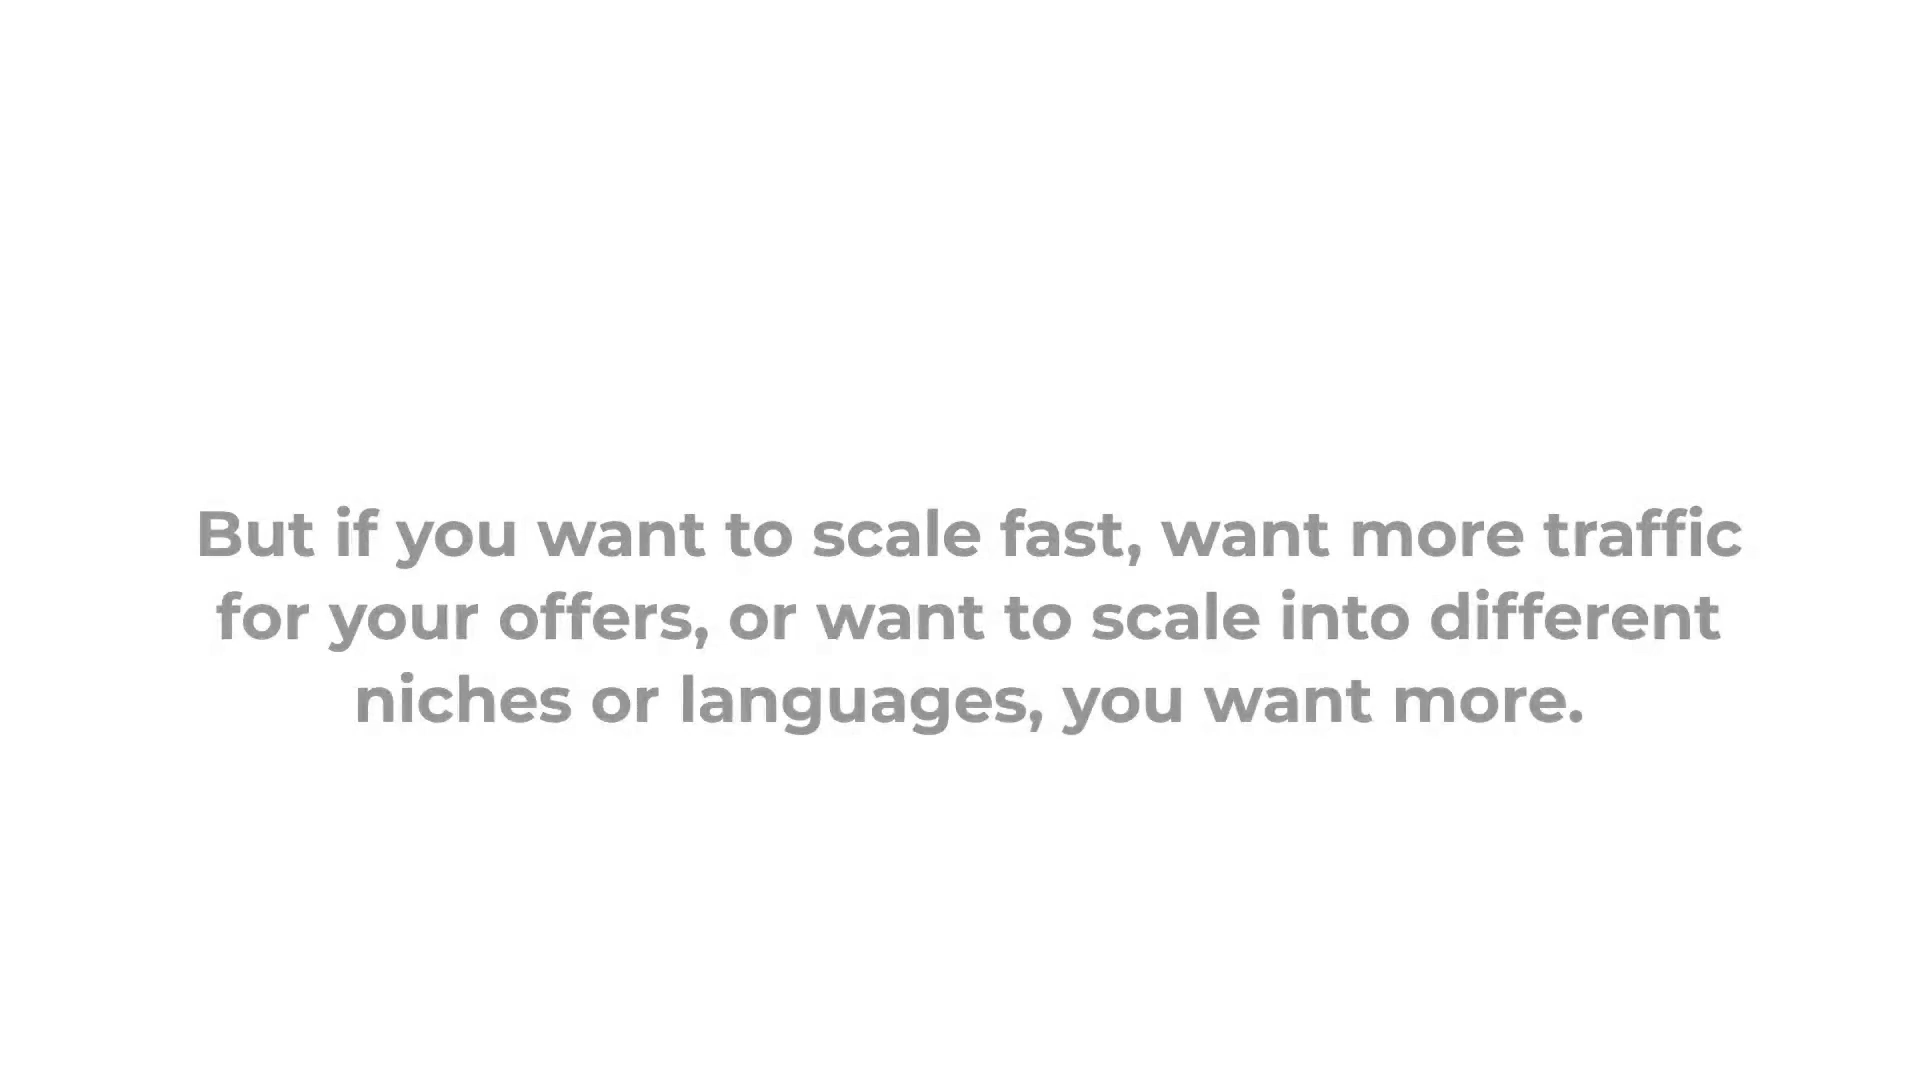 But if you want to scale fast, want more traffic
for your offers, or want to scale into different
niches or languages, you want more.